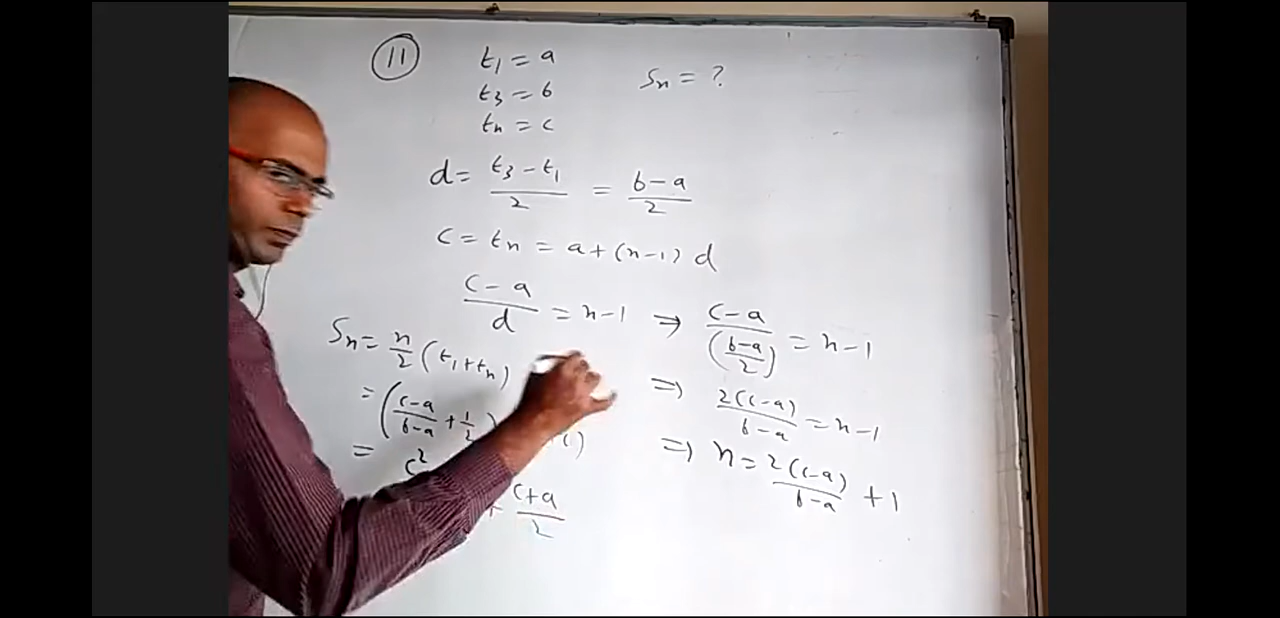 11
t₁ = a
t₃ = b
tₙ = c
Sₙ = ?
d = (t₃ - t₁)/2 = (b-a)/2
c = tₙ = a + (n-1) d
(c-a)/d = n-1 ⇒ (c-a)/((b-a)/2) = n-1
⇒ 2(c-a)/(b-a) = n-1
⇒ n = 2(c-a)/(b-a) + 1
Sₙ = n/2 (t₁ + tₙ)
= ((c-a)/(b-a) + 1/2)
= c² + (c+a)/2